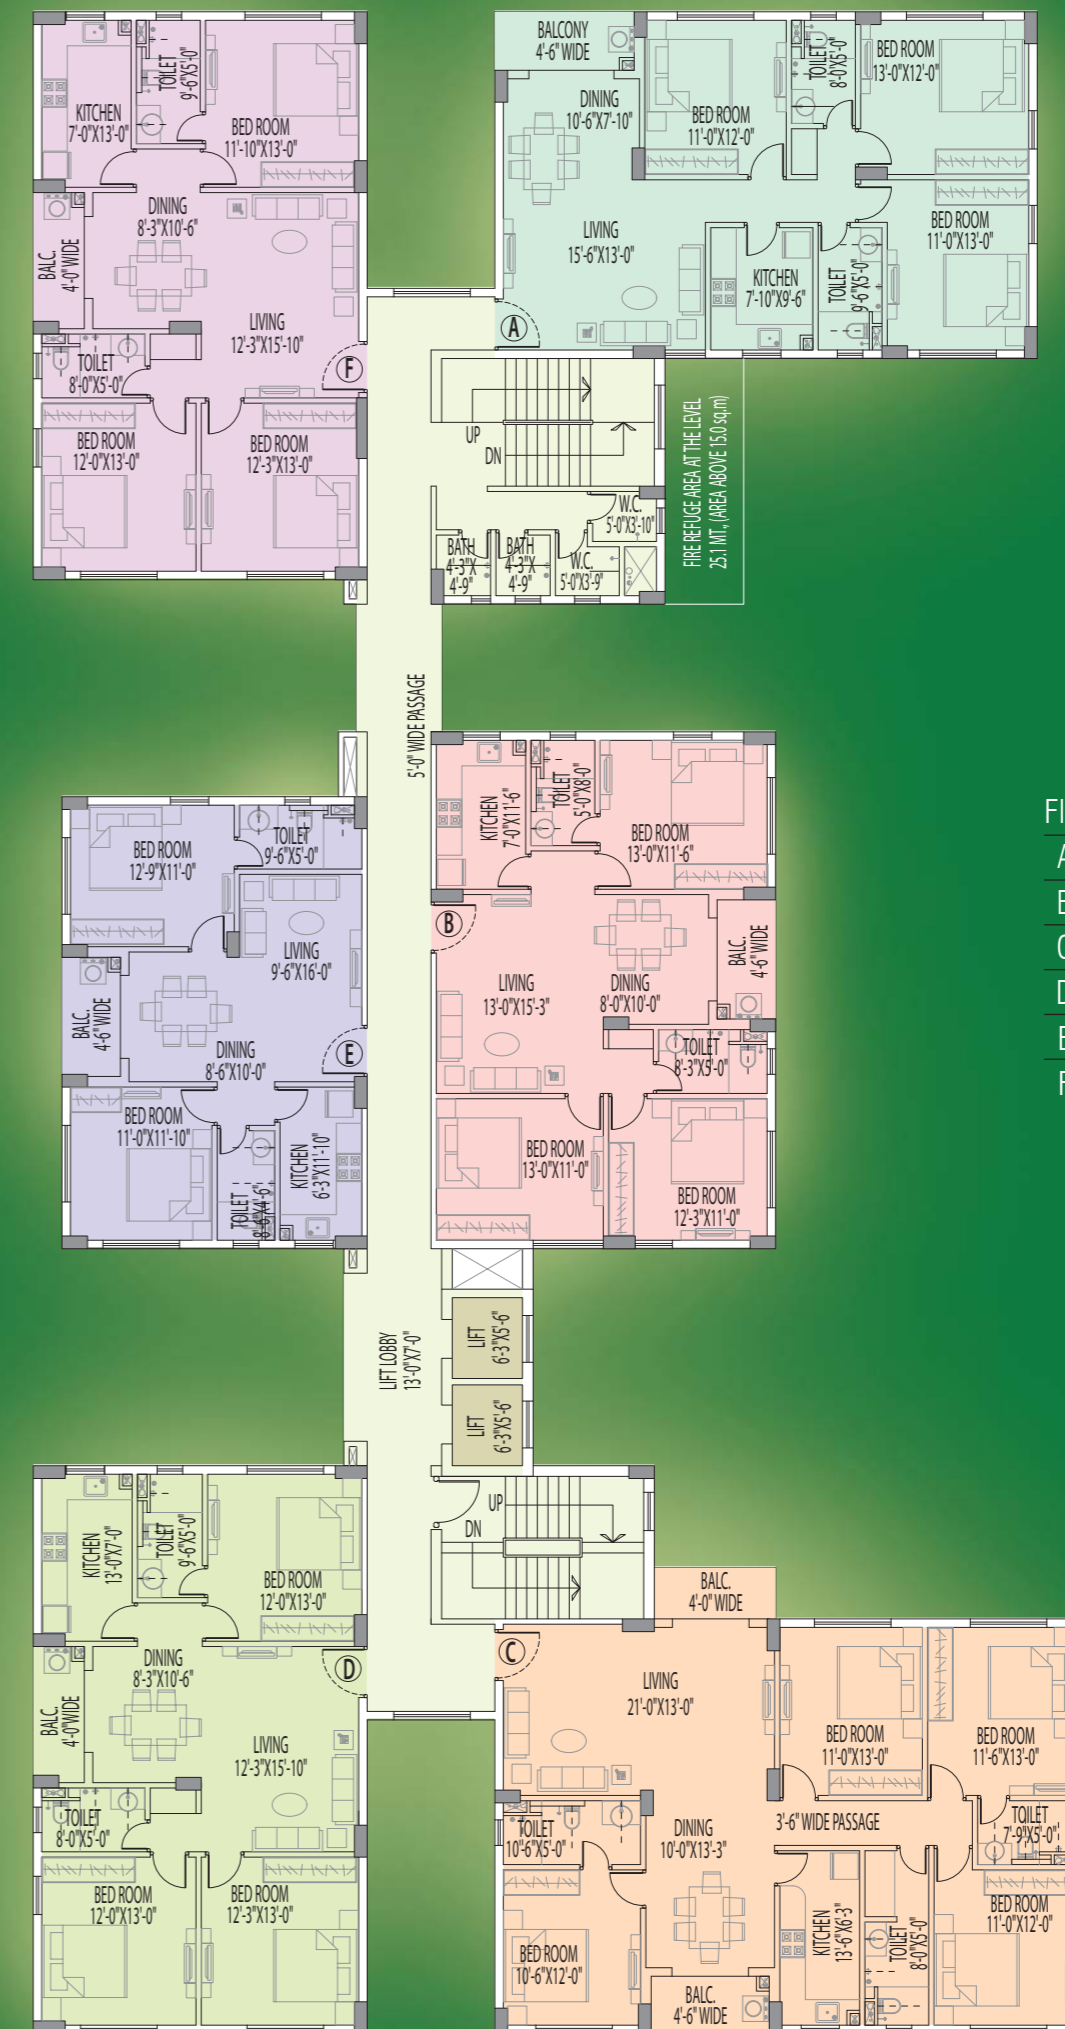 KITCHEN
7'-0"X13'-0"
TOILET
9'-6"X5'-0"
BED ROOM
11'-10"X13'-0"
DINING
8'-3"X10'-6"
BALC.
4'-0" WIDE
LIVING
12'-3"X15'-10"
F
TOILET
8'-0"X5'-0"
BED ROOM
12'-0"X13'-0"
BED ROOM
12'-3"X13'-0"
BALCONY
4'-6" WIDE
DINING
10'-6"X7'-10"
BED ROOM
11'-0"X12'-0"
TOILET
8'-0"X5'-0"
BED ROOM
13'-0"X12'-0"
LIVING
15'-6"X13'-0"
KITCHEN
7'-10"X9'-6"
TOILET
9'-6"X5'-0"
BED ROOM
11'-0"X13'-0"
A
UP
DN
W.C.
5'-0"X3'-10"
BATH
4'-3"X
4'-9"
BATH
4'-3"X
4'-9"
W.C.
5'-0"X3'-9"
FIRE REFUGE AREA AT THE LEVEL
25.1 MT., (AREA ABOVE 15.0 sq.m)
5'-0" WIDE PASSAGE
KITCHEN
7'-0"X11'-6"
TOILET
5'-0"X8'-0"
BED ROOM
13'-0"X11'-6"
B
LIVING
13'-0"X15'-3"
DINING
8'-0"X10'-0"
BALC.
4'-6" WIDE
TOILET
8'-3"X5'-0"
BED ROOM
13'-0"X11'-0"
BED ROOM
12'-3"X11'-0"
BED ROOM
12'-9"X11'-0"
TOILET
9'-6"X5'-0"
LIVING
9'-6"X16'-0"
BALC.
4'-6" WIDE
DINING
8'-6"X10'-0"
E
BED ROOM
11'-0"X11'-10"
TOILET
8'-6"X4'-6"
KITCHEN
6'-3"X11'-10"
LIFT LOBBY
13'-0"X7'-0"
LIFT
6'-3"X5'-6"
LIFT
6'-3"X5'-6"
UP
DN
KITCHEN
13'-0"X7'-0"
TOILET
9'-6"X5'-0"
BED ROOM
12'-0"X13'-0"
DINING
8'-3"X10'-6"
D
BALC.
4'-0" WIDE
LIVING
12'-3"X15'-10"
TOILET
8'-0"X5'-0"
BED ROOM
12'-0"X13'-0"
BED ROOM
12'-3"X13'-0"
BALC.
4'-0" WIDE
C
LIVING
21'-0"X13'-0"
BED ROOM
11'-0"X13'-0"
BED ROOM
11'-6"X13'-0"
TOILET
10'-6"X5'-0"
DINING
10'-0"X13'-3"
3'-6" WIDE PASSAGE
TOILET
7'-9"X5'-0"
BED ROOM
10'-6"X12'-0"
KITCHEN
13'-6"X6'-3"
TOILET
8'-0"X5'-0"
BED ROOM
11'-0"X12'-0"
BALC.
4'-6" WIDE